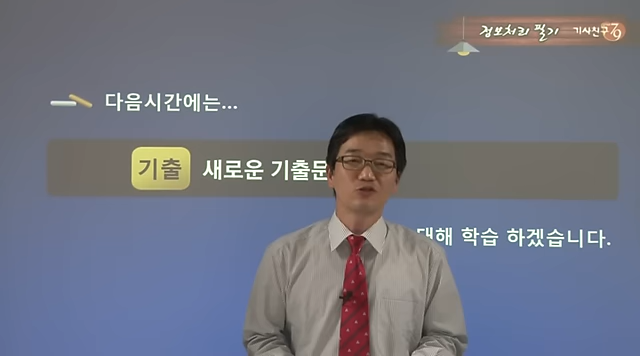 정보처리 필기 기사친구
다음시간에는...
기출 새로운 기출문
대해 학습 하겠습니다.